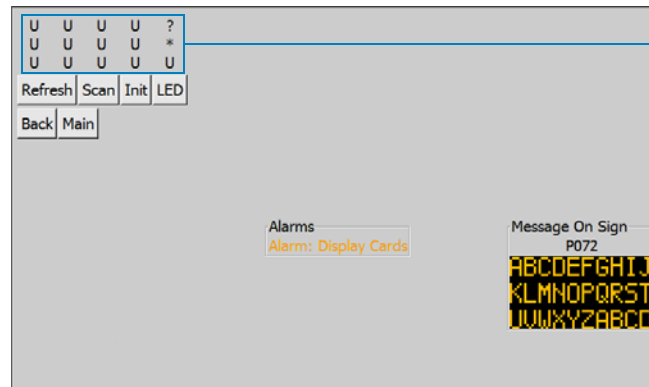 U U U U ?
U U U U *
U U U U U
Refresh Scan Init LED
Back Main
Alarms
Alarm: Display Cards
Message On Sign
P072
ABCDEFGHIJ
KLMNOPQRST
UVWXYZABCD